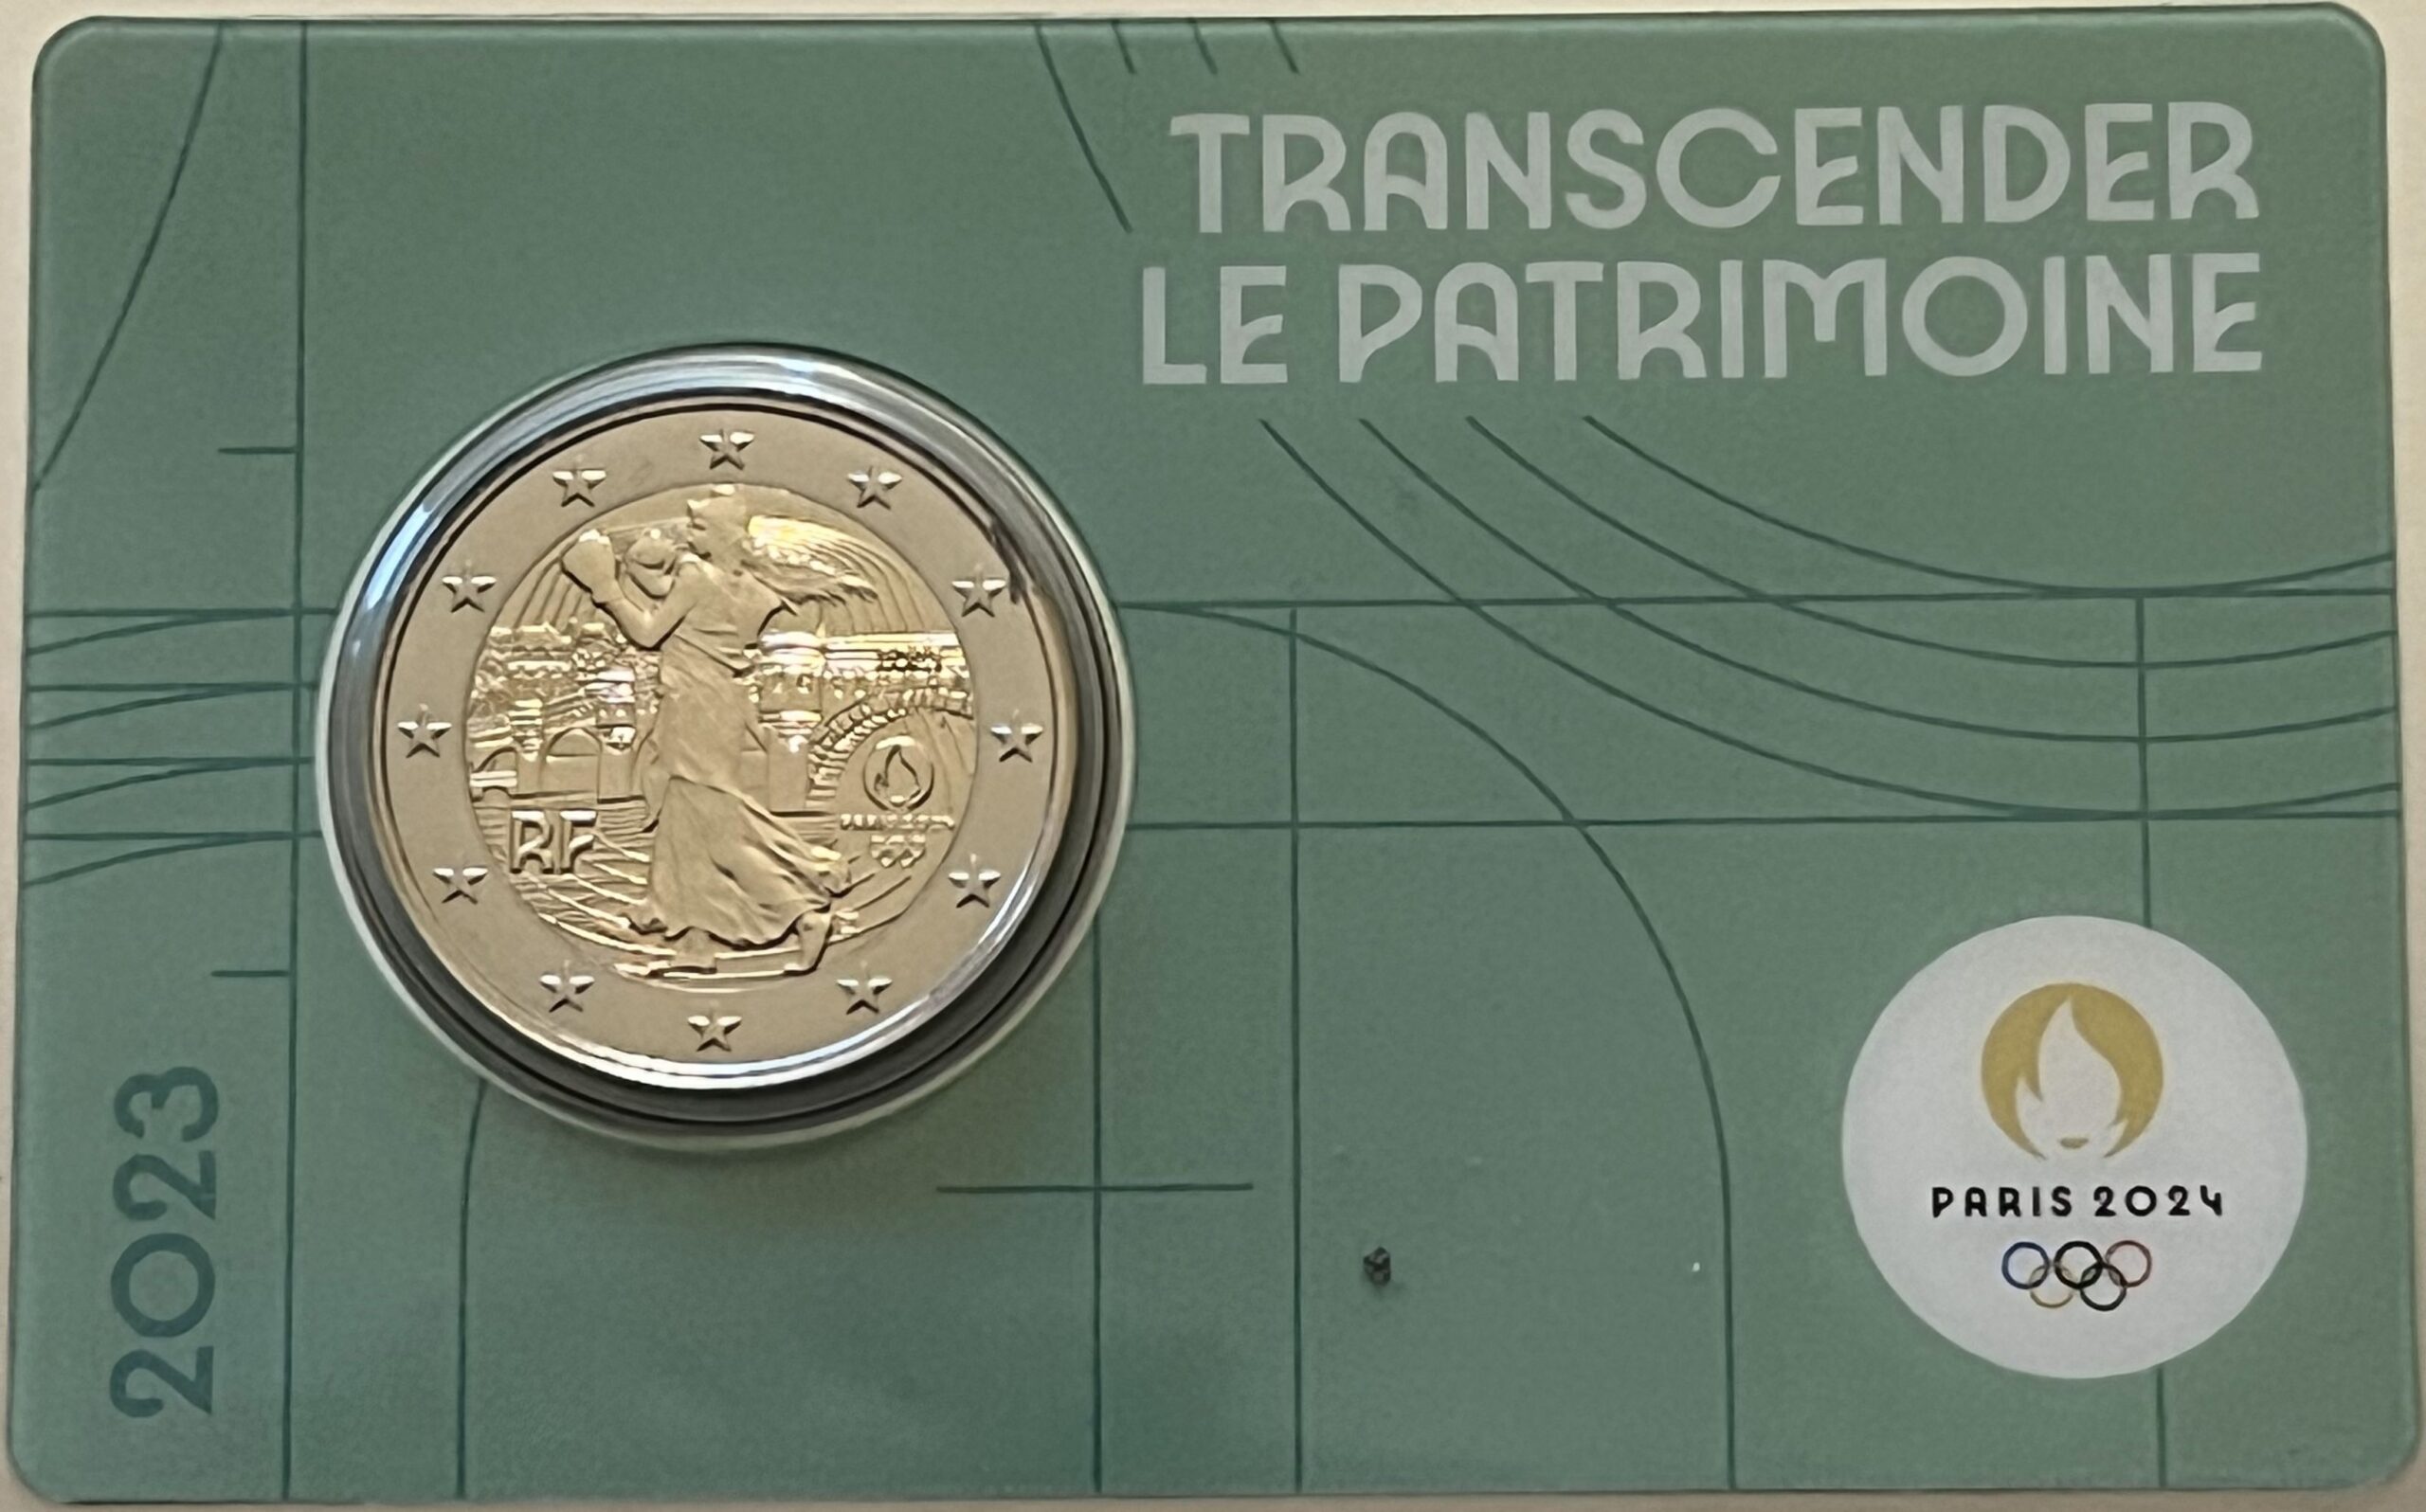 TRANSCENDER
LE PATRIMOINE
RF
2023
PARIS 2024